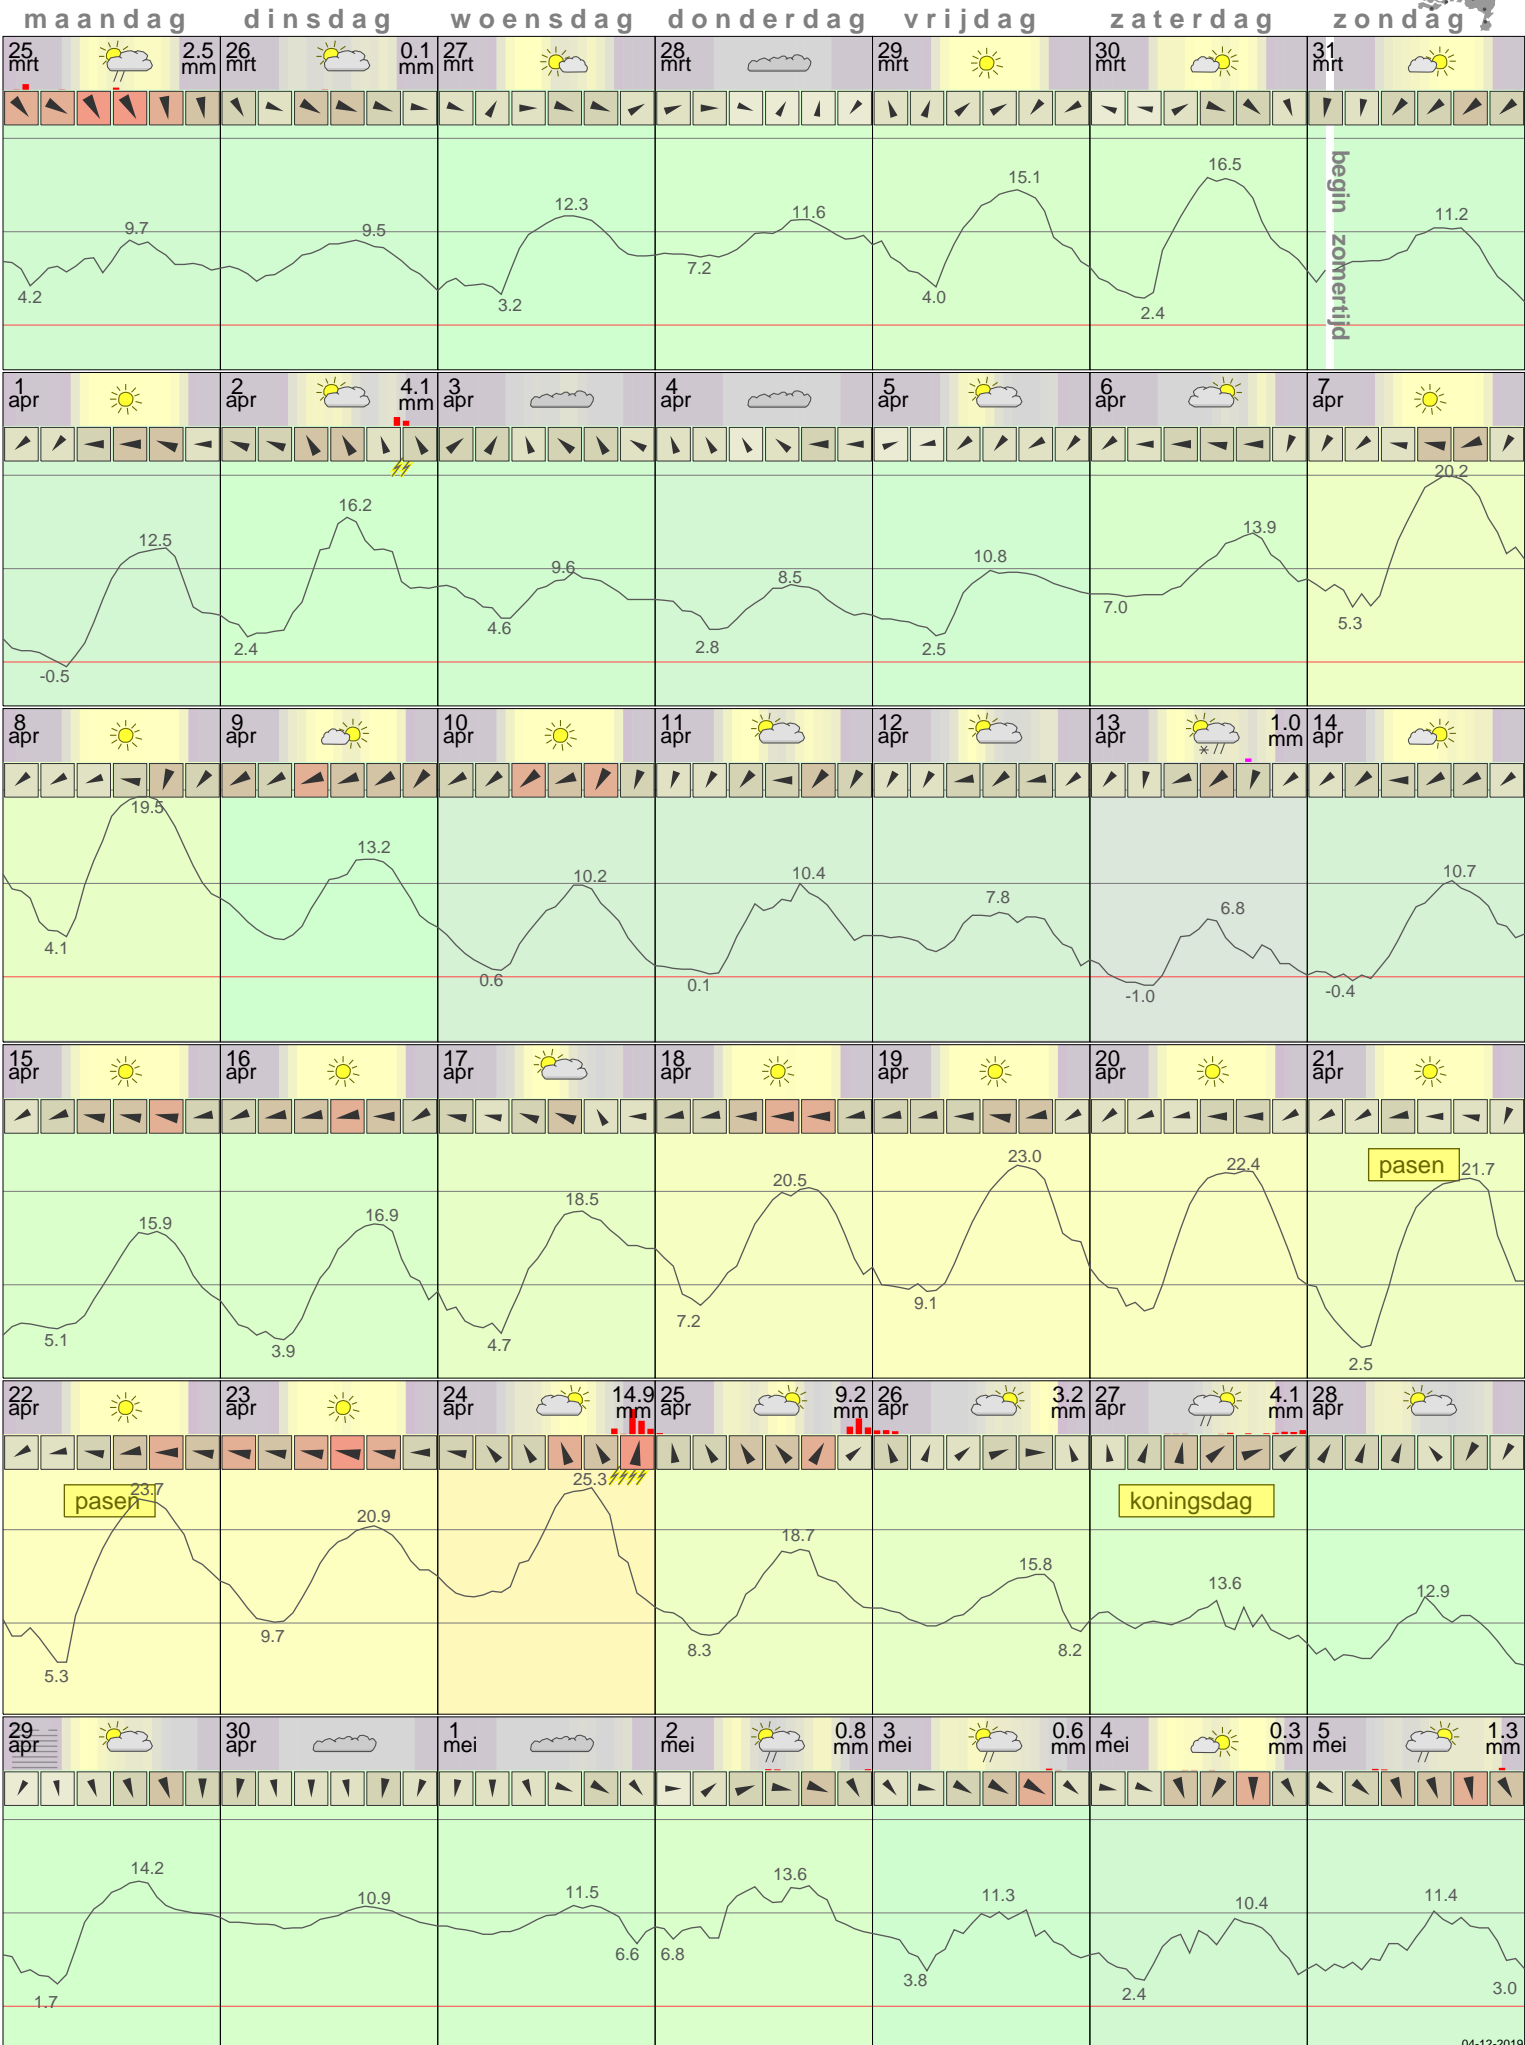 maandag dinsdag woensdag donderdag vrijdag zaterdag zondag
25 2.5 26 0.1 27 28 29 30 31
mrt mm mrt mm mrt mrt mrt mrt mrt
begin zomertijd
16.5
15.1
12.3 11.6 11.2
9.7 9.5
7.2
4.2 3.2 4.0 2.4
1 2 4.1 3 4 5 6 7
apr apr mm apr apr apr apr apr
20.2
16.2
13.9
12.5 9.6 8.5 10.8
7.0
4.6 5.3
-0.5 2.4 2.8 2.5
8 9 10 11 12 13 1.0 14
apr apr apr apr apr apr mm apr
19.5
13.2
10.2 10.4 10.7
7.8 6.8
4.1
0.6 0.1 -1.0 -0.4
15 16 17 18 19 20 21
apr apr apr apr apr apr apr
pasen
23.0 22.4 21.7
20.5
18.5
15.9 16.9
9.1
7.2
5.1 3.9 4.7 2.5
22 23 24 14.9 25 9.2 26 3.2 27 4.1 28
apr apr apr mm apr mm apr mm apr mm apr
25.3
pasen 23.7 koningsdag
20.9
18.7
15.8
13.6 12.9
9.7
8.3 8.2
5.3
29 30 1 2 0.8 3 0.6 4 0.3 5 1.3
apr apr mei mei mm mei mm mei mm mei mm
14.2 13.6
10.9 11.5 11.3 10.4 11.4
6.6 6.8
3.8
1.7 2.4 3.0
04-12-2019